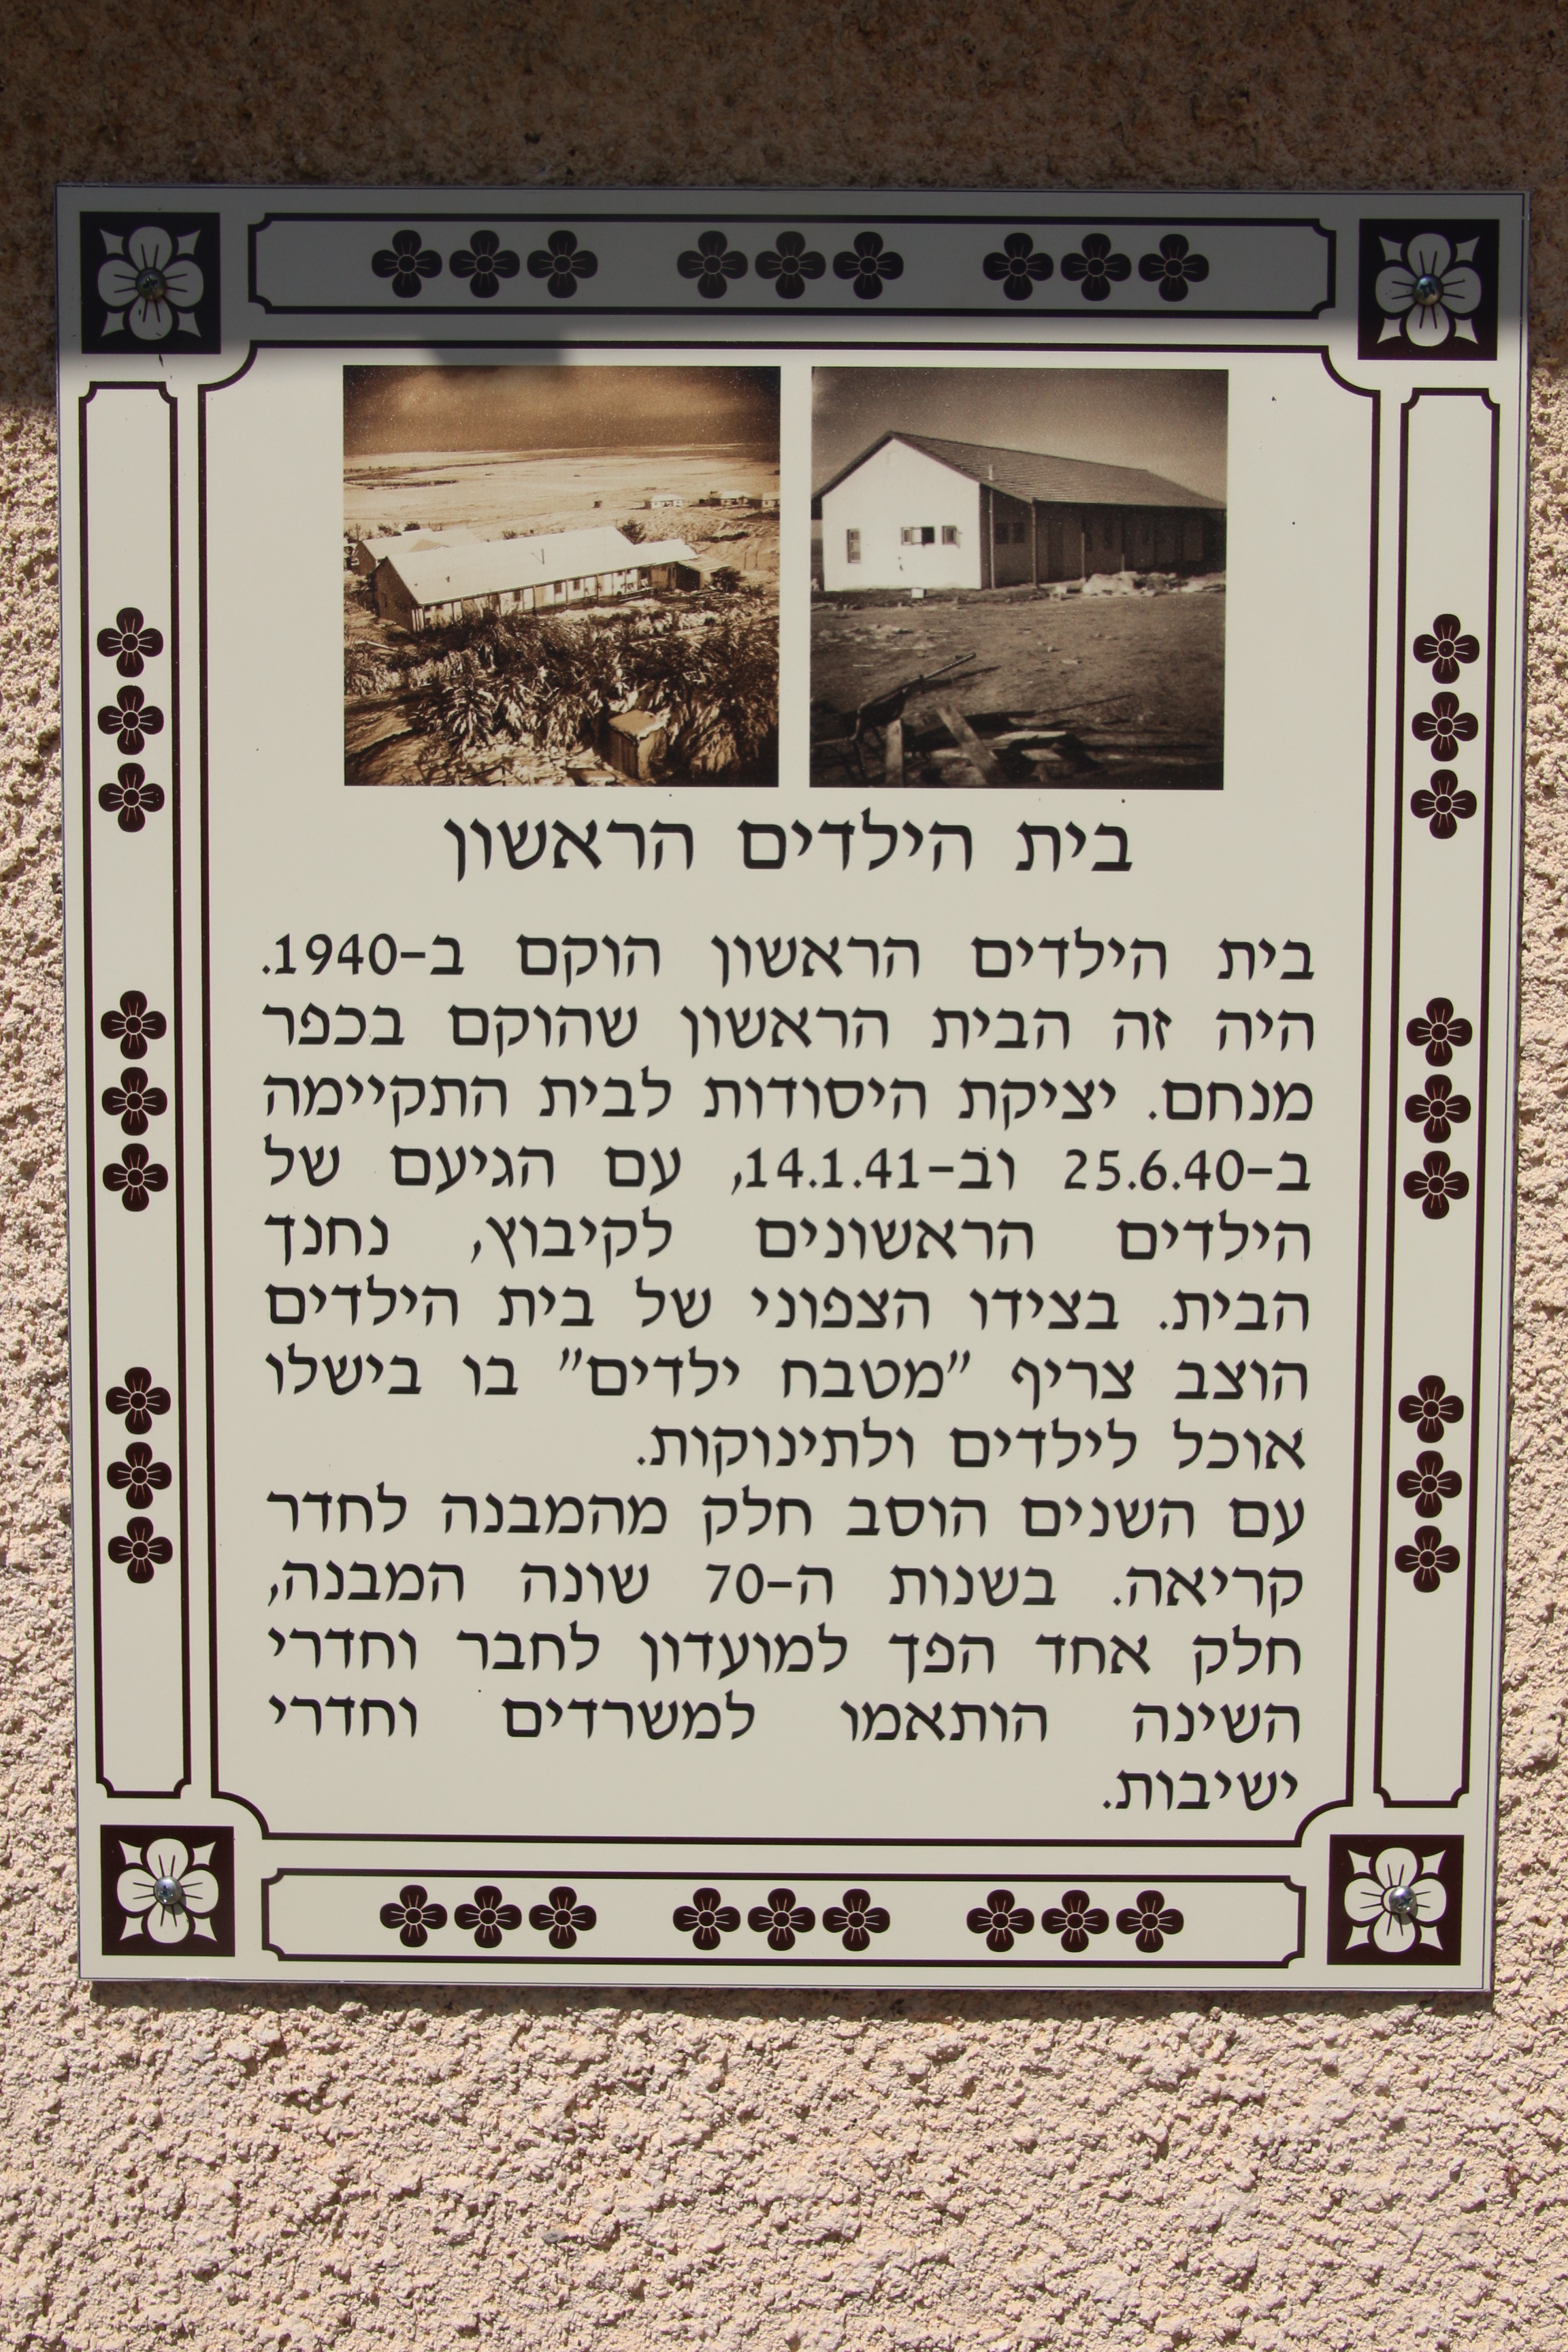 בית הילדים הראשון
בית הילדים הראשון הוקם ב-1940.
היה זה הבית הראשון שהוקם בכפר
מנחם. יציקת היסודות לבית התקיימה
ב-25.6.40 וב-14.1.41, עם הגיעם של
הילדים הראשונים לקיבוץ, נחנך
הבית. בצידו הצפוני של בית הילדים
הוצב צריף "מטבח ילדים" בו בישלו
אוכל לילדים ולתינוקות.
עם השנים הוסב חלק מהמבנה לחדר
קריאה. בשנות ה-70 שונה המבנה,
חלק אחד הפך למועדון לחבר וחדרי
השינה הותאמו למשרדים וחדרי
ישיבות.